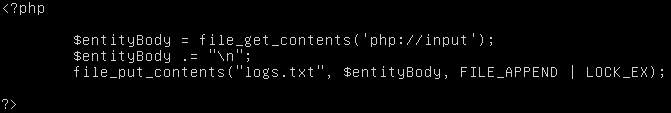 <?php
$entityBody = file_get_contents('php://input');
$entityBody .= "\n";
file_put_contents("logs.txt", $entityBody, FILE_APPEND | LOCK_EX);
?>